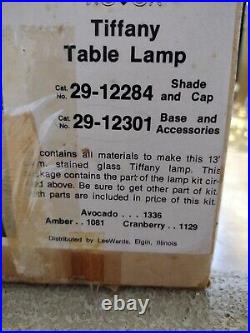 Tiffany
Table Lamp
Cat. No. 29-12284 Shade and Cap
Cat. No. 29-12301 Base and Accessories
contains all materials to make this 13"
m. stained glass Tiffany lamp. This
ckage contains the part of the lamp kit cir-
ed above. Be sure to get other part of kit.
th parts are included in price of this kit.
Avocado . . . 1336
Amber . . 1081 Cranberry . . 1129
Distributed by LeeWards, Elgin, Illinois